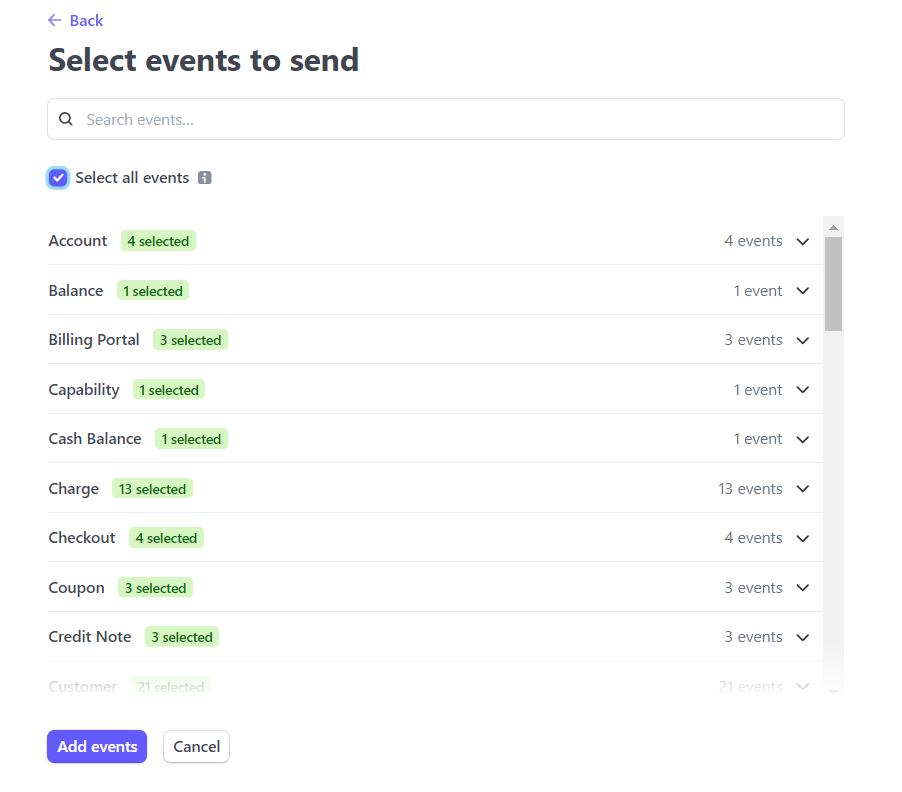 Back
Select events to send
Search events...
Select all events
Account 4 selected 4 events
Balance 1 selected 1 event
Billing Portal 3 selected 3 events
Capability 1 selected 1 event
Cash Balance 1 selected 1 event
Charge 13 selected 13 events
Checkout 4 selected 4 events
Coupon 3 selected 3 events
Credit Note 3 selected 3 events
Customer 21 selected 21 events
Add events Cancel